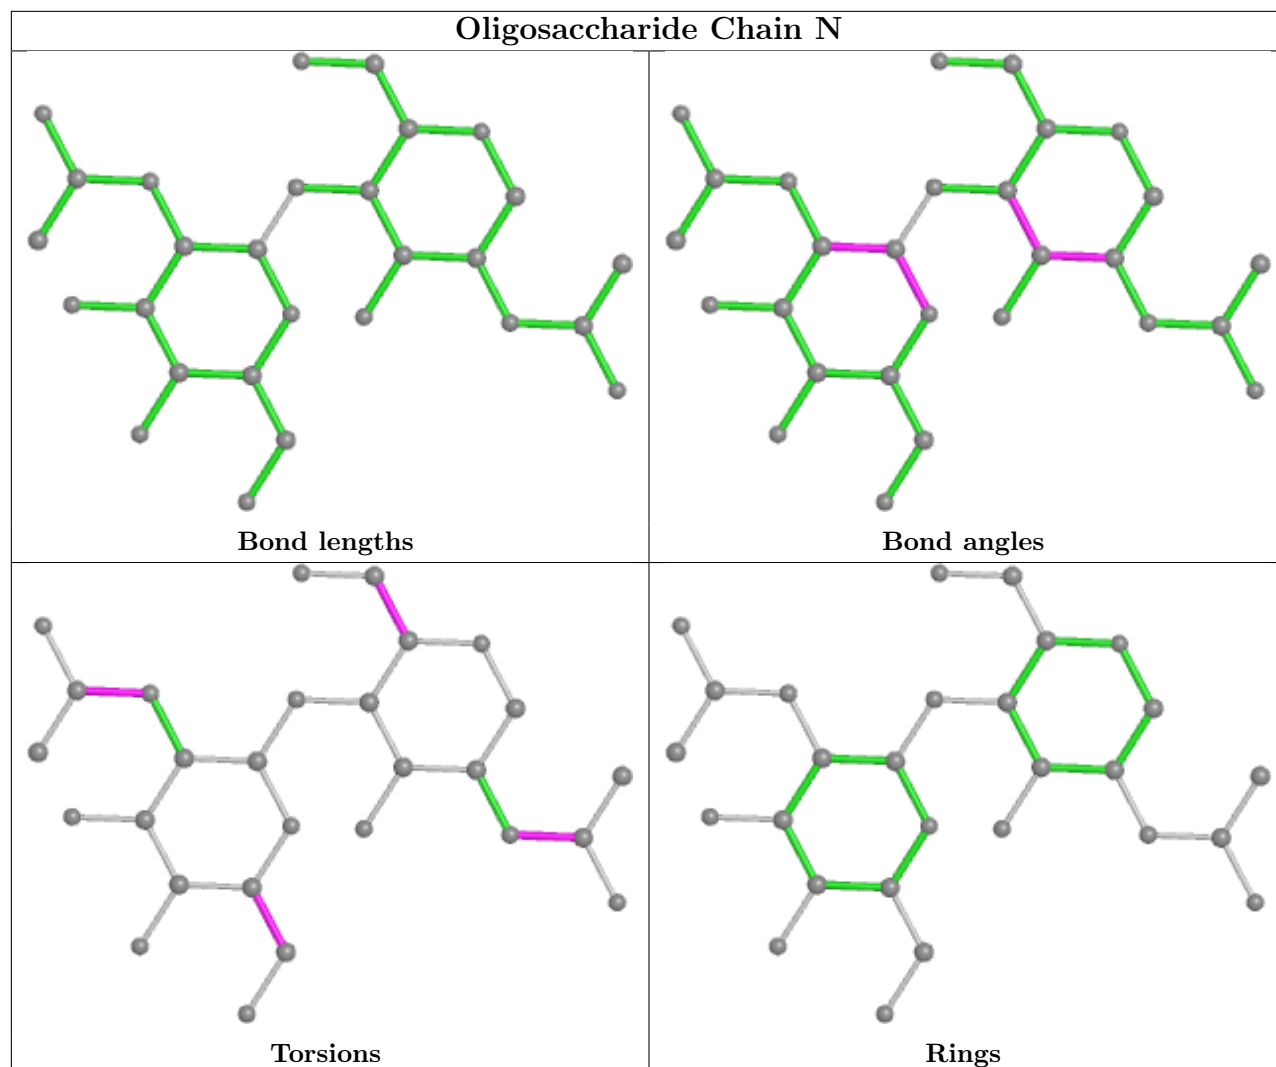 Oligosaccharide Chain N
Bond lengths
Bond angles
Torsions
Rings